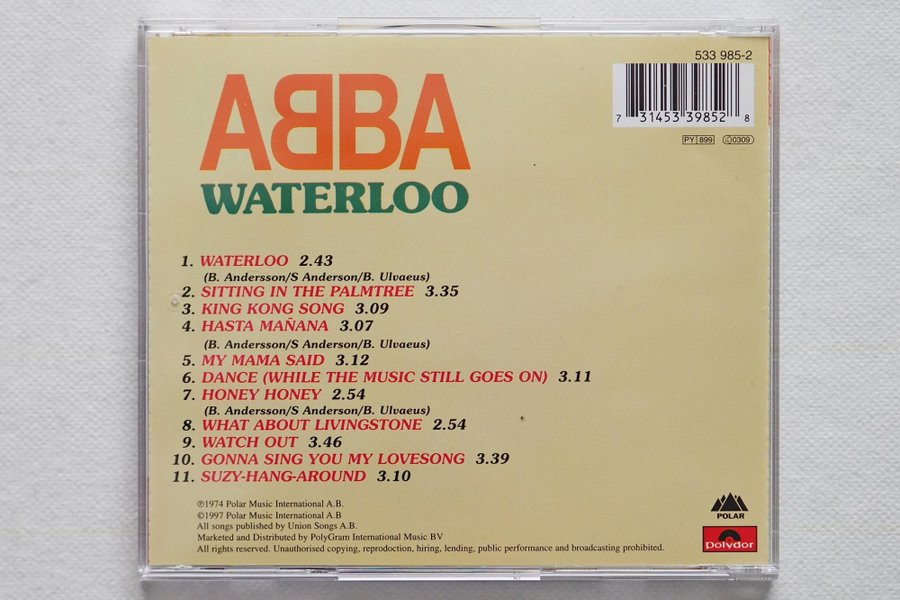 533 985-2
7 31453 39852 8
PY 899
0309
ABBA
WATERLOO
1. WATERLOO 2.43
(B. Andersson/S Anderson/B. Ulvaeus)
2. SITTING IN THE PALMTREE 3.35
3. KING KONG SONG 3.09
4. HASTA MAÑANA 3.07
(B. Andersson/S Anderson/B. Ulvaeus)
5. MY MAMA SAID 3.12
6. DANCE (WHILE THE MUSIC STILL GOES ON) 3.11
7. HONEY HONEY 2.54
(B. Andersson/S Anderson/B. Ulvaeus)
8. WHAT ABOUT LIVINGSTONE 2.54
9. WATCH OUT 3.46
10. GONNA SING YOU MY LOVESONG 3.39
11. SUZY-HANG-AROUND 3.10
℗1974 Polar Music International A.B.
©1997 Polar Music International A.B
All songs published by Union Songs A.B.
Marketed and Distributed by PolyGram International Music BV
All rights reserved. Unauthorised copying, reproduction, hiring, lending, public performance and broadcasting prohibited.
POLAR
polydor